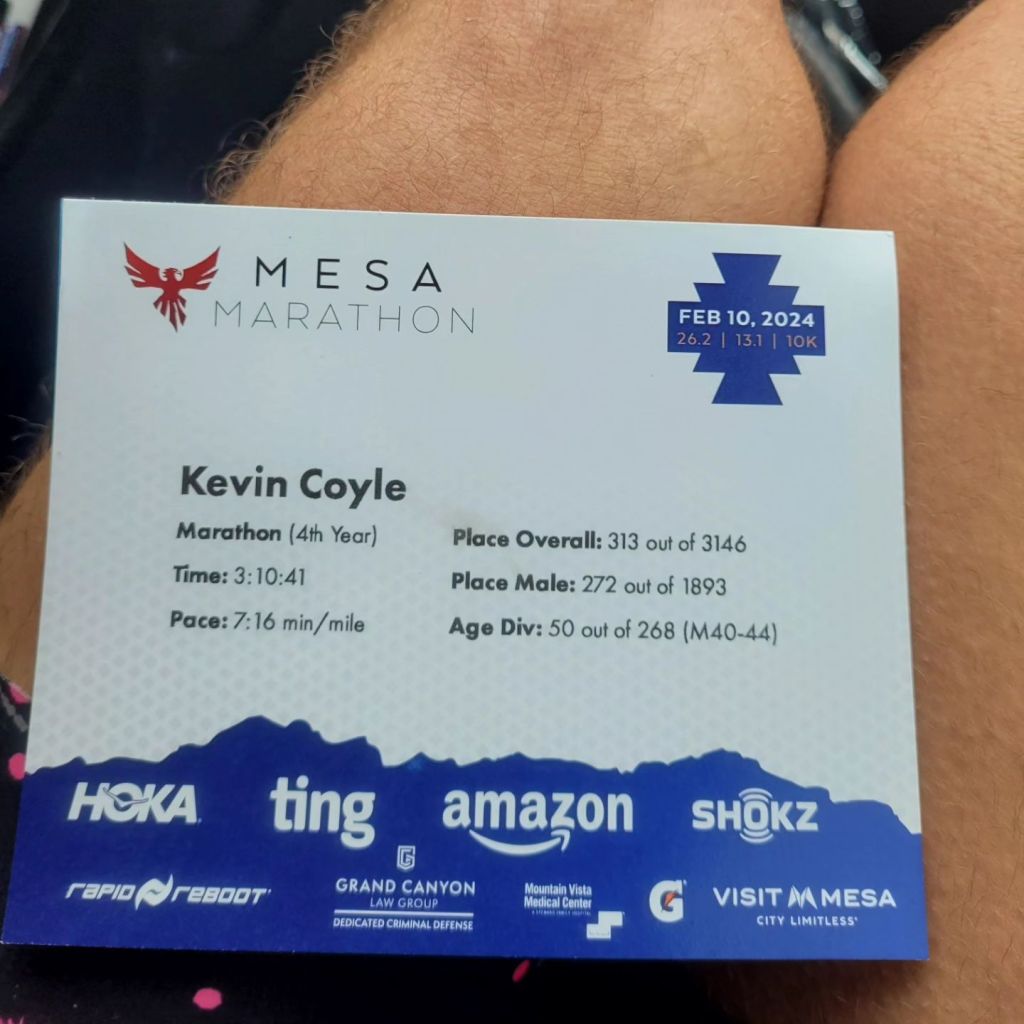 MESA
MARATHON
FEB 10, 2024
26.2 | 13.1 | 10K
Kevin Coyle
Marathon (4th Year)
Time: 3:10:41
Pace: 7:16 min/mile
Place Overall: 313 out of 3146
Place Male: 272 out of 1893
Age Div: 50 out of 268 (M40-44)
HOKA
ting
amazon
SHOKZ
RAPID REBOOT
GRAND CANYON
LAW GROUP
DEDICATED CRIMINAL DEFENSE
Mountain Vista
Medical Center
A STEWARD FAMILY HOSPITAL
G
VISIT MESA
CITY LIMITLESS